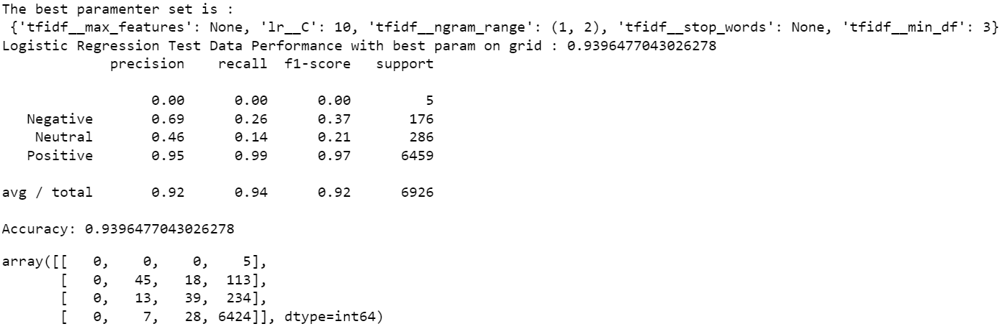 The best paramenter set is :
{'tfidf__max_features': None, 'lr__C': 10, 'tfidf__ngram_range': (1, 2), 'tfidf__stop_words': None, 'tfidf__min_df': 3}
Logistic Regression Test Data Performance with best param on grid : 0.9396477043026278
precision recall f1-score support
0.00 0.00 0.00 5
Negative 0.69 0.26 0.37 176
Neutral 0.46 0.14 0.21 286
Positive 0.95 0.99 0.97 6459
avg / total 0.92 0.94 0.92 6926
Accuracy: 0.9396477043026278
array([[ 0, 0, 0, 5],
[ 0, 45, 18, 113],
[ 0, 13, 39, 234],
[ 0, 7, 28, 6424]], dtype=int64)